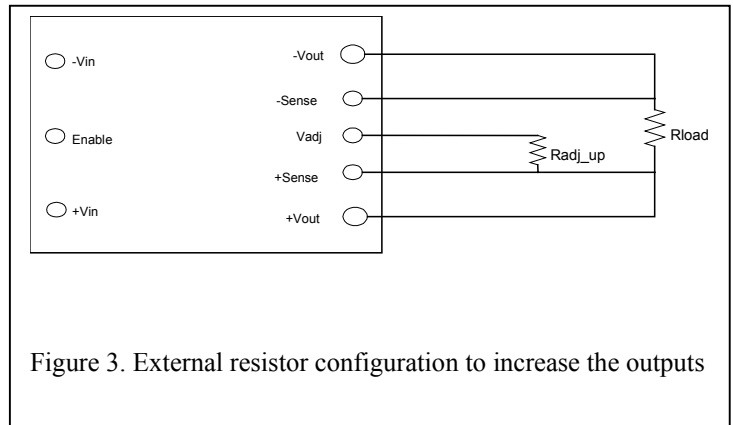 -Vin
-Vout
-Sense
Enable
Vadj
Rload
Radj_up
+Sense
+Vin
+Vout
Figure 3. External resistor configuration to increase the outputs